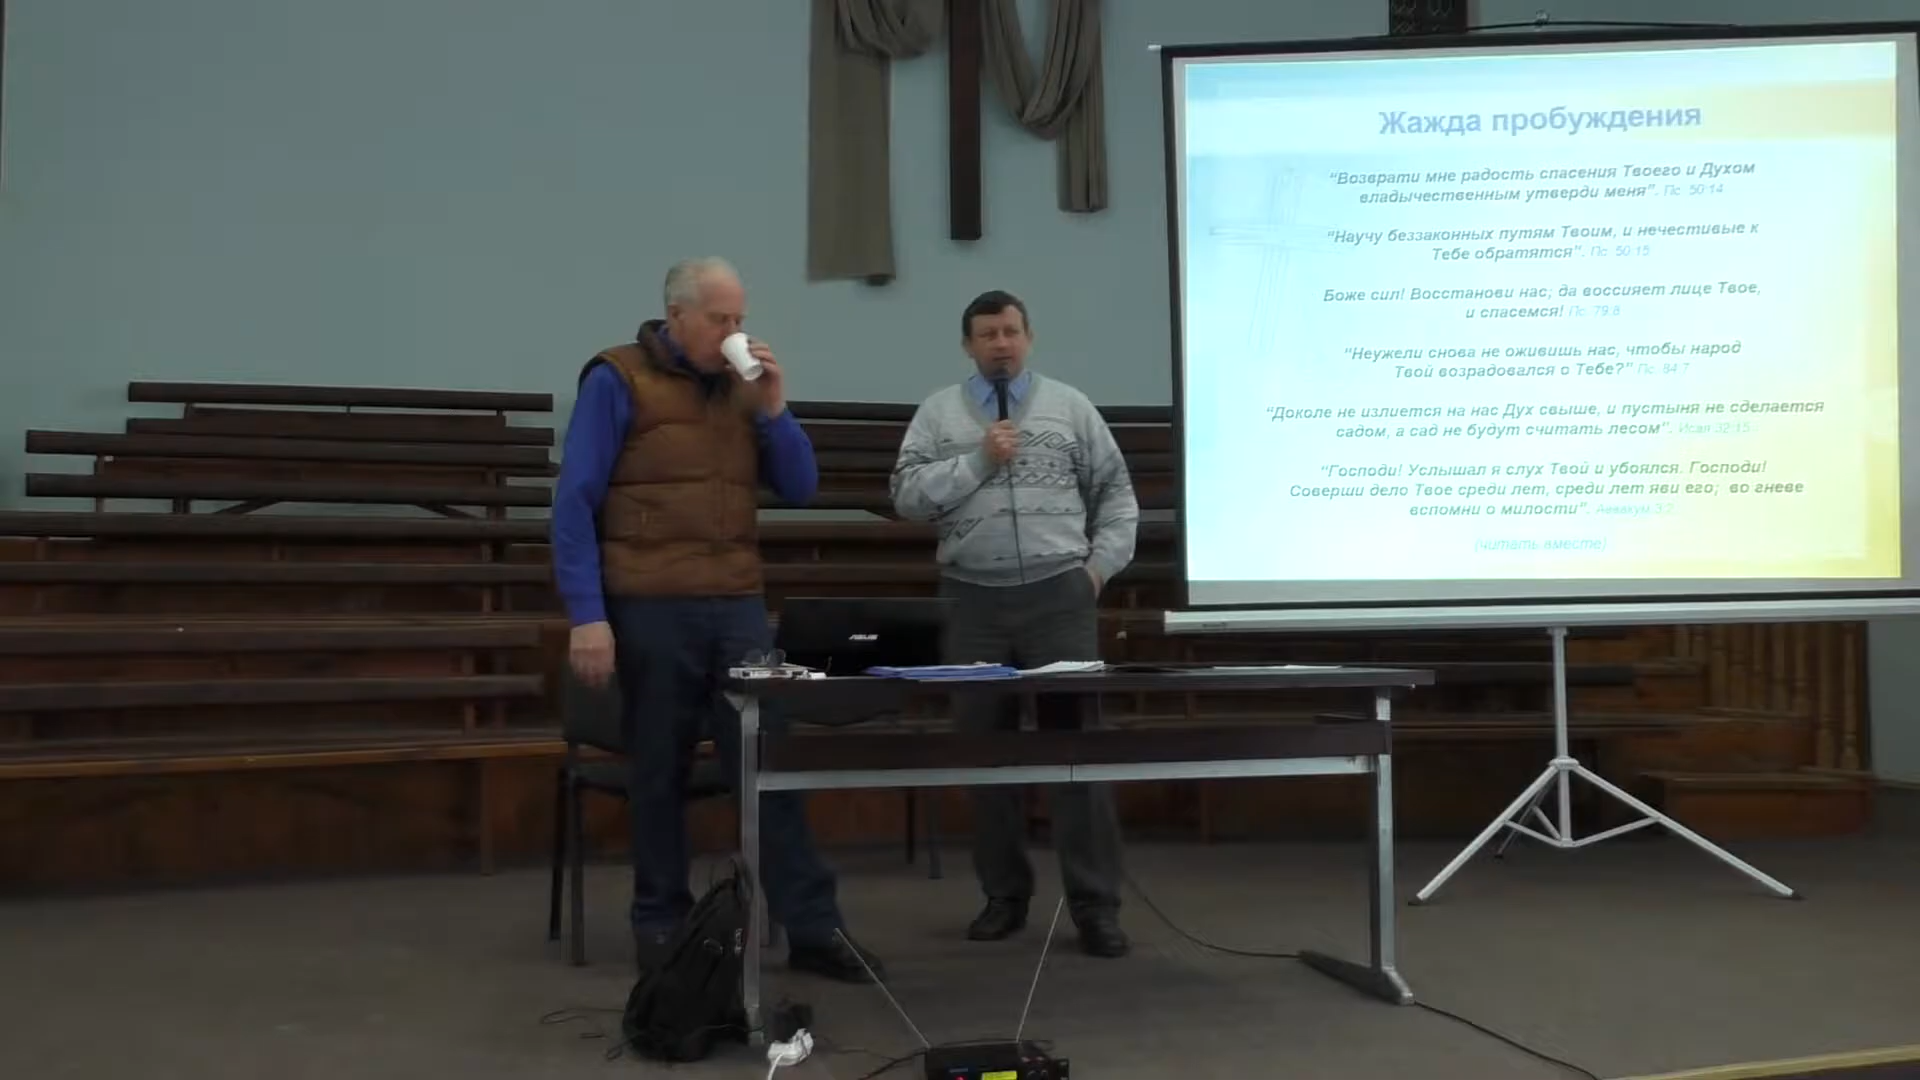 Жажда пробуждения
“Возврати мне радость спасения Твоего и Духом
владычественным утверди меня”. Пс. 50:14
“Научу беззаконных путям Твоим, и нечестивые к
Тебе обратятся”. Пс. 50:15
Боже сил! Восстанови нас; да воссияет лице Твое,
и спасемся! Пс. 79:8
“Неужели снова не оживишь нас, чтобы народ
Твой возрадовался о Тебе?” Пс. 84:7
“Доколе не излиется на нас Дух свыше, и пустыня не сделается
садом, а сад не будут считать лесом”. Исая 32:15
“Господи! Услышал я слух Твой и убоялся. Господи!
Соверши дело Твое среди лет, среди лет яви его; во гневе
вспомни о милости”. Аввакум 3:2
(читать вместе)
ASUS